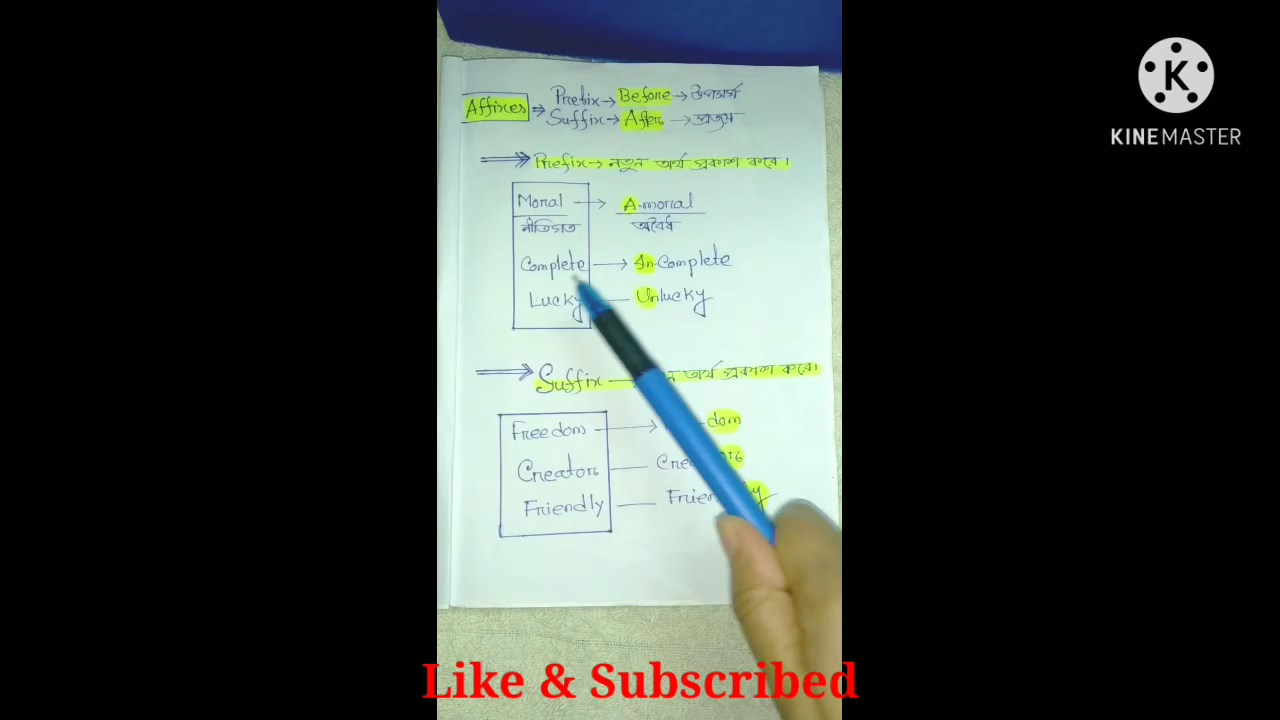 Affixes ⇒ Prefix → Before → উপসর্গ
Suffix → After → প্রত্যয়
Prefix → নতুন অর্থ প্রকাশ করে।
Moral → A-moral
নীতিগত অবৈধ
Complete → In-Complete
Lucky — Unlucky
Suffix — অর্থ প্রকাশ করে।
Freedom → dom
Creator —
Friendly —
KINEMASTER
Like & Subscribed